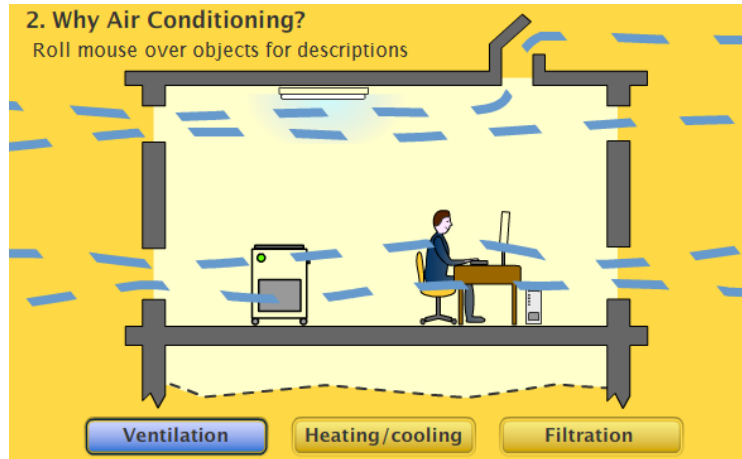 2. Why Air Conditioning?
Roll mouse over objects for descriptions
Ventilation
Heating/cooling
Filtration